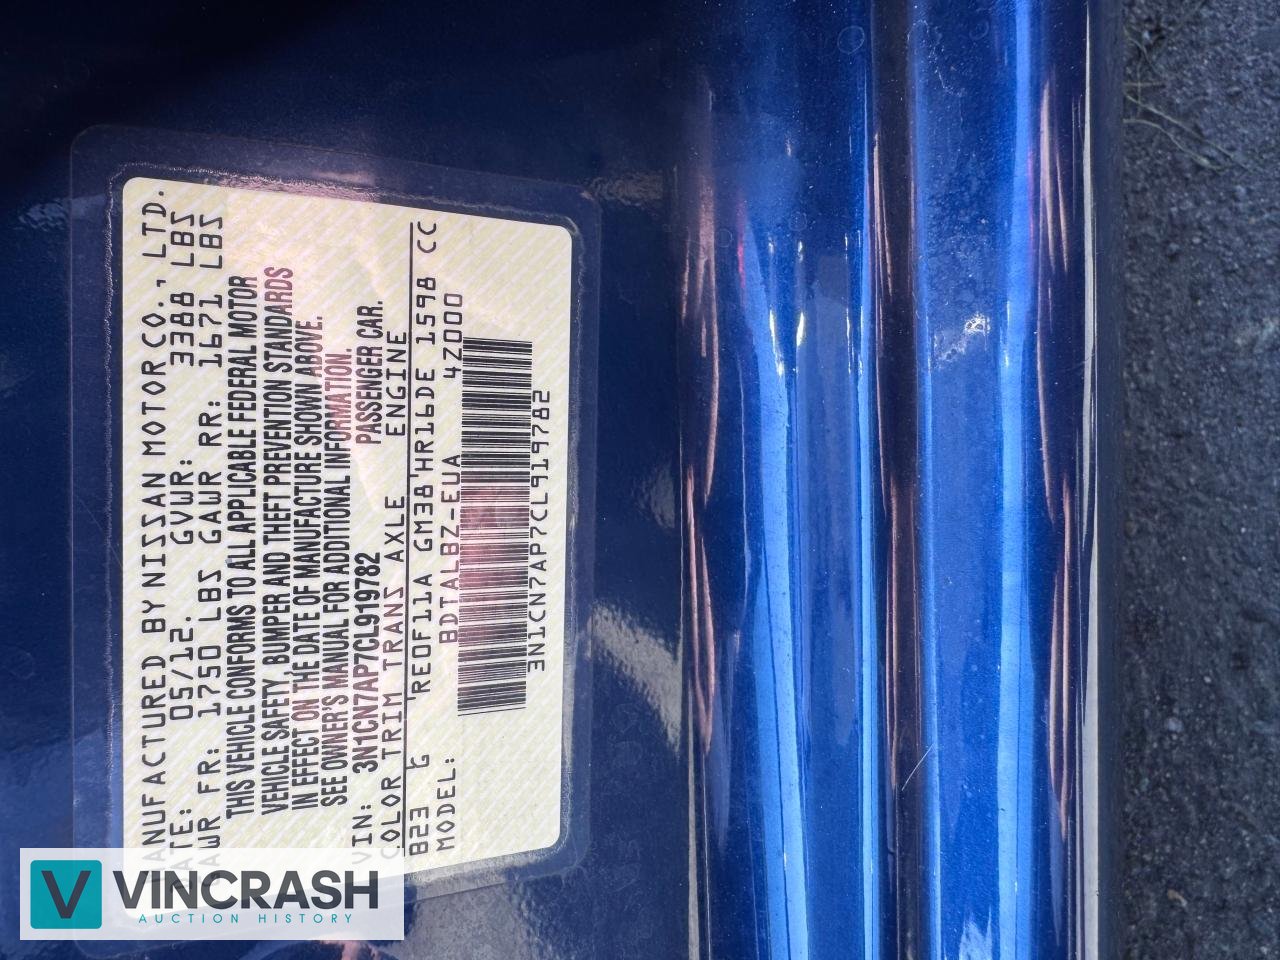 MANUFACTURED BY NISSAN MOTOR CO., LTD.
DATE: 05/12. GVWR: 3388 LBS
GAWR FR: 1750 LBS GAWR RR: 1671 LBS
THIS VEHICLE CONFORMS TO ALL APPLICABLE FEDERAL MOTOR
VEHICLE SAFETY, BUMPER AND THEFT PREVENTION STANDARDS
IN EFFECT ON THE DATE OF MANUFACTURE SHOWN ABOVE.
SEE OWNER'S MANUAL FOR ADDITIONAL INFORMATION.
VIN: 3N1CN7AP7CL919782 PASSENGER CAR.
COLOR TRIM TRANS AXLE ENGINE
B23 G RE0F11A GM38 HR16DE 1598 CC
MODEL: BDTALBZ-EUA 4Z000
3N1CN7AP7CL919782
VINCRASH
AUCTION HISTORY